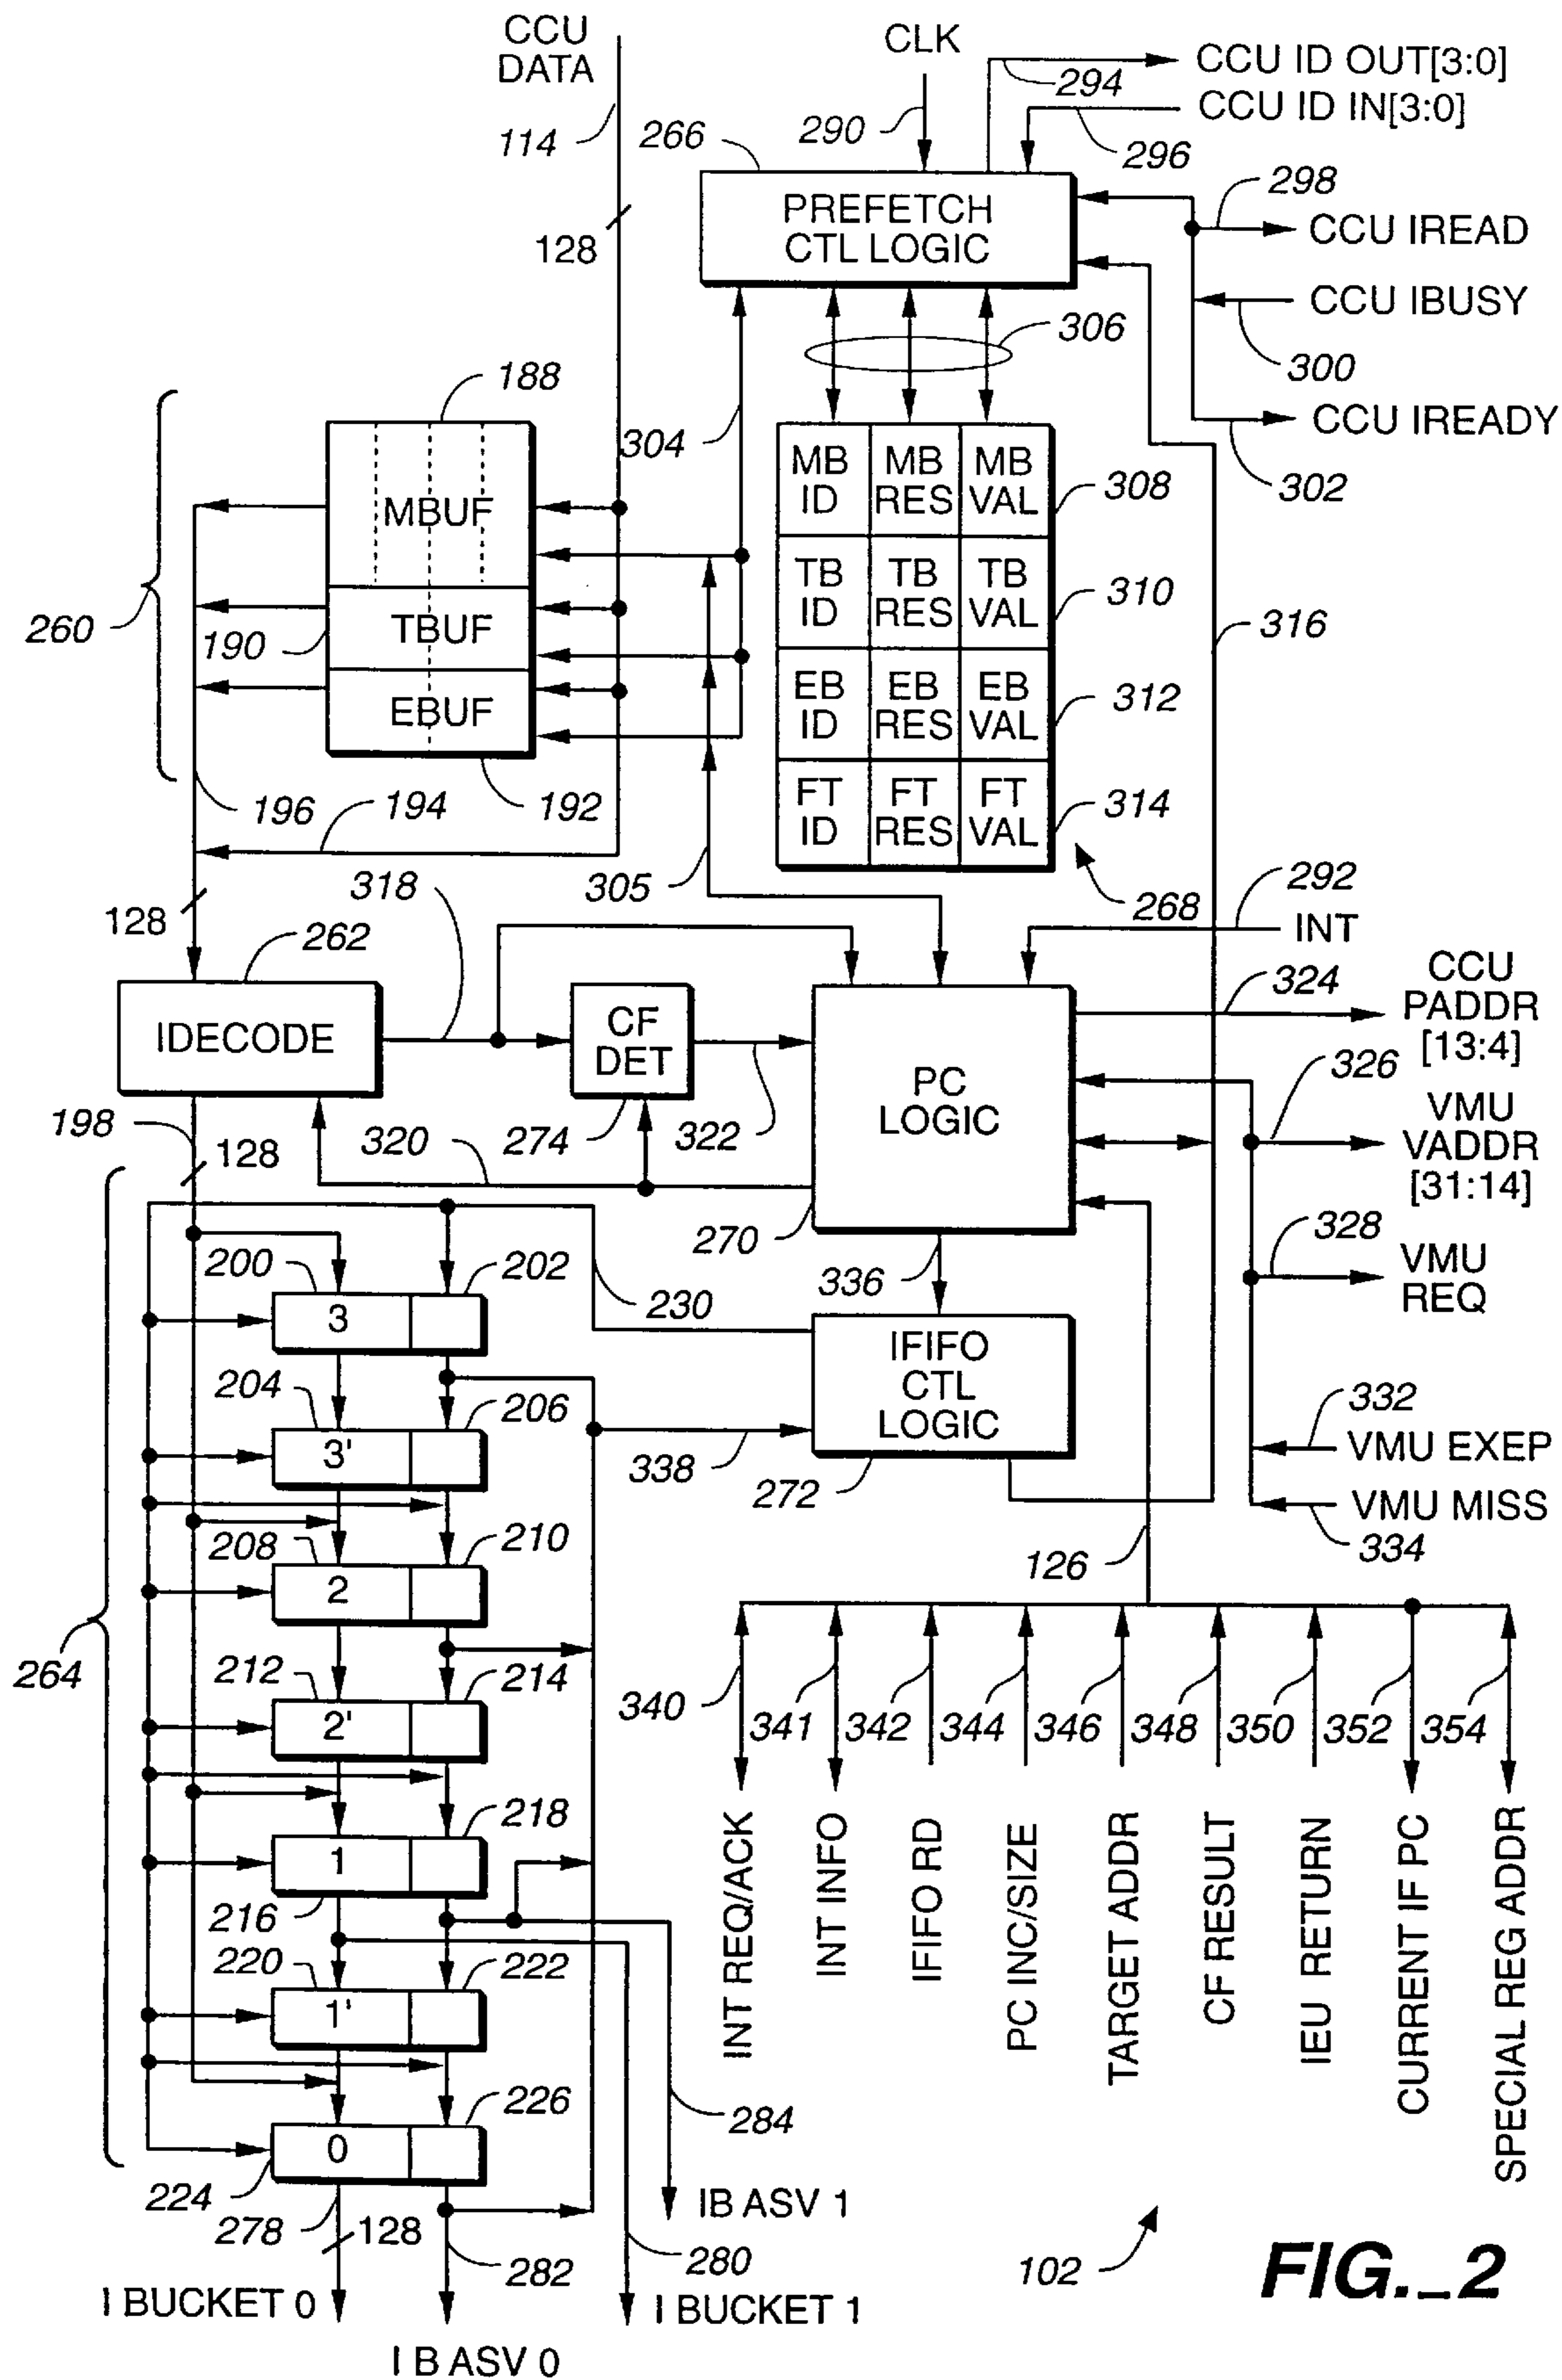 CCU
DATA
CLK
CCU ID OUT[3:0]
294
CCU ID IN[3:0]
114
266
290
296
PREFETCH
CTL LOGIC
298
CCU IREAD
128
CCU IBUSY
306
300
188
304
CCU IREADY
302
MBUF
MB
ID
MB
RES
MB
VAL
308
TB
ID
TB
RES
TB
VAL
310
260
190
TBUF
316
EBUF
EB
ID
EB
RES
EB
VAL
312
196
194
192
FT
ID
FT
RES
FT
VAL
314
318
305
268
292
INT
128
262
324
CCU
PADDR
[13:4]
IDECODE
CF
DET
PC
LOGIC
326
VMU
VADDR
[31:14]
198
128
320
274
322
270
328
VMU
REQ
200
202
230
336
3
IFIFO
CTL
LOGIC
204
206
332
VMU EXEP
3'
338
272
VMU MISS
334
208
210
126
2
264
212
214
340
341
342
344
346
348
350
352
354
2'
218
1
216
INT REQ/ACK
INT INFO
IFIFO RD
PC INC/SIZE
TARGET ADDR
CF RESULT
IEU RETURN
CURRENT IF PC
SPECIAL REG ADDR
220
222
1'
226
284
0
224
IB ASV 1
278
128
282
280
102
FIG._2
I BUCKET 0
I BUCKET 1
I B ASV 0